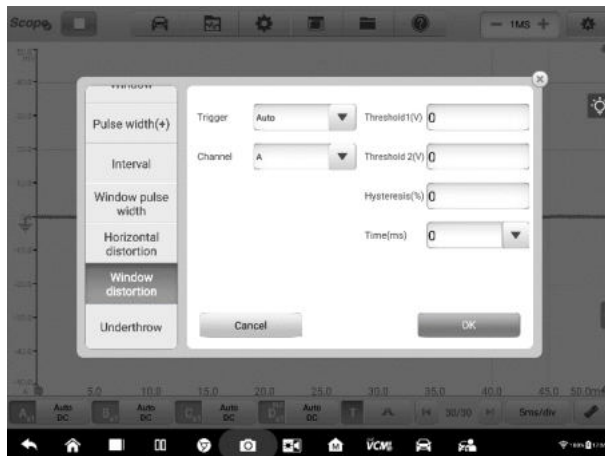 Scope
1MS
Window
Pulse width(+)
Interval
Window pulse
width
Horizontal
distortion
Window
distortion
Underthrow
Trigger
Auto
Threshold1(V)
0
Channel
A
Threshold 2(V)
0
Hysteresis(%)
0
Time(ms)
0
Cancel
OK
5.0
10.0
15.0
20.0
25.0
30.0
35.0
40.0
45.0
50.0ms
A
Auto
DC
B
Auto
DC
C
Auto
DC
D
Auto
DC
T
30/30
5ms/div
VCMI